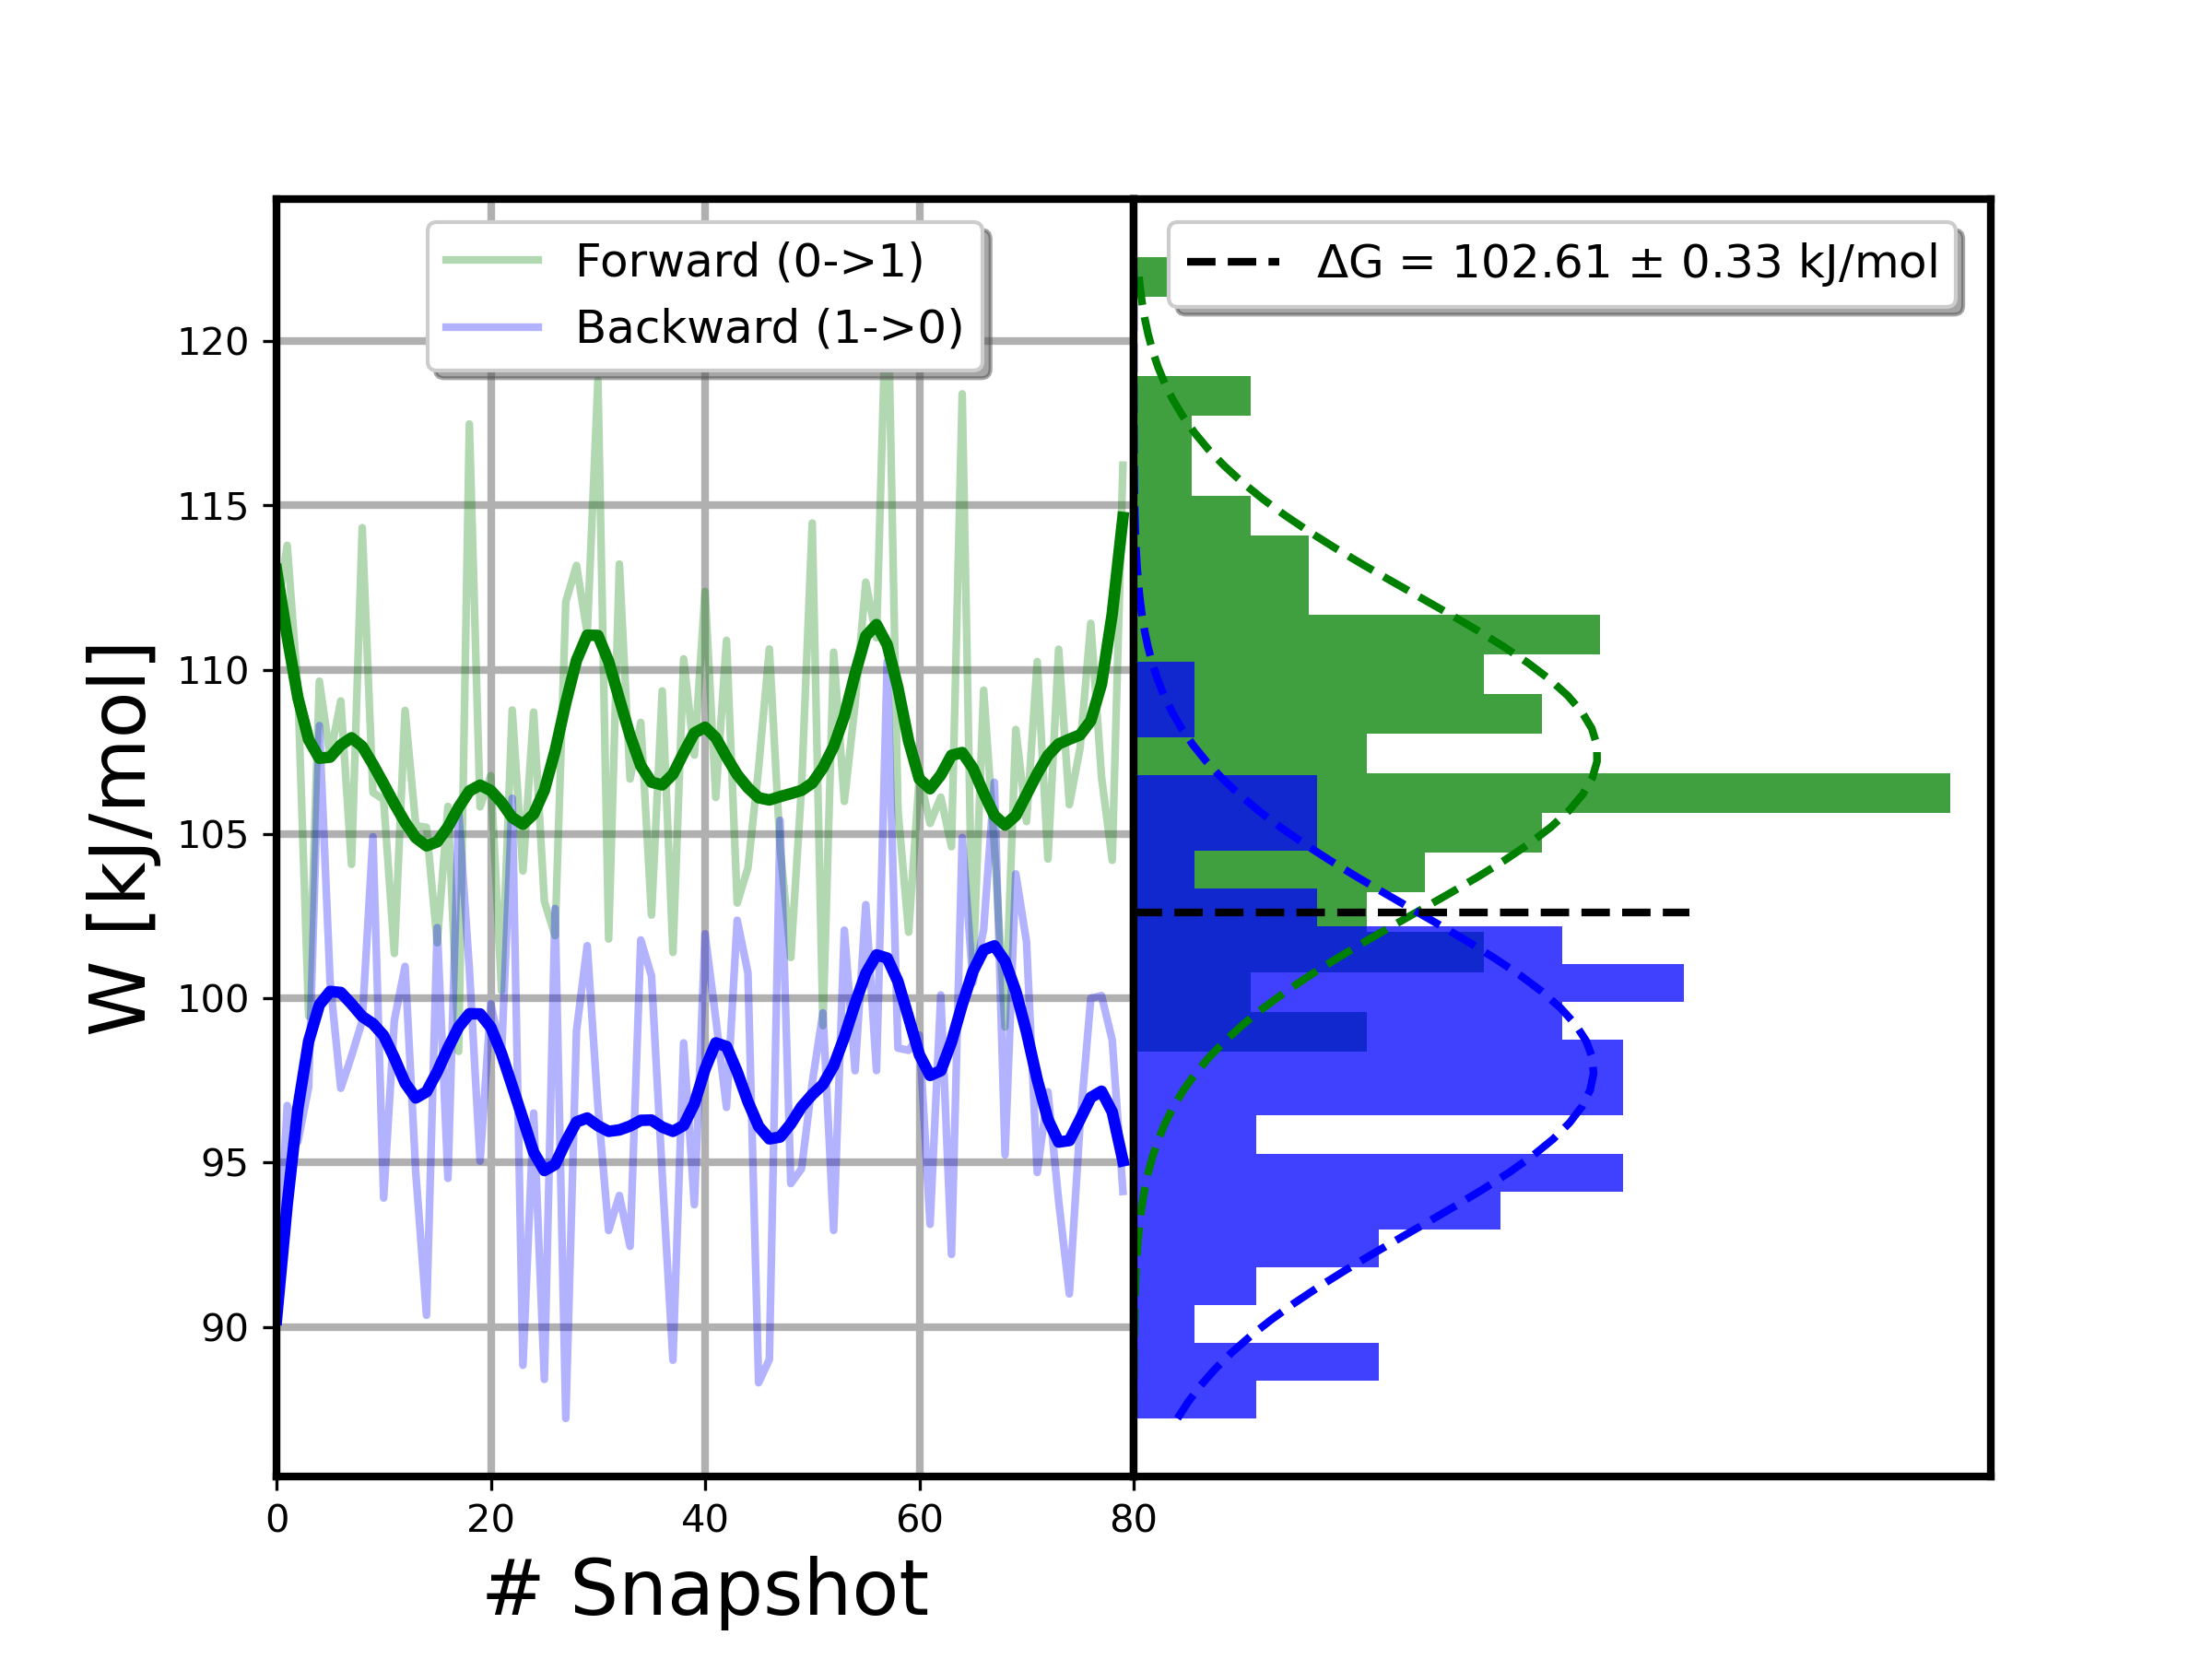 Forward (0->1)
Backward (1->0)
ΔG = 102.61 ± 0.33 kJ/mol
W [kJ/mol]
120
115
110
105
100
95
90
0 20 40 60 80
# Snapshot